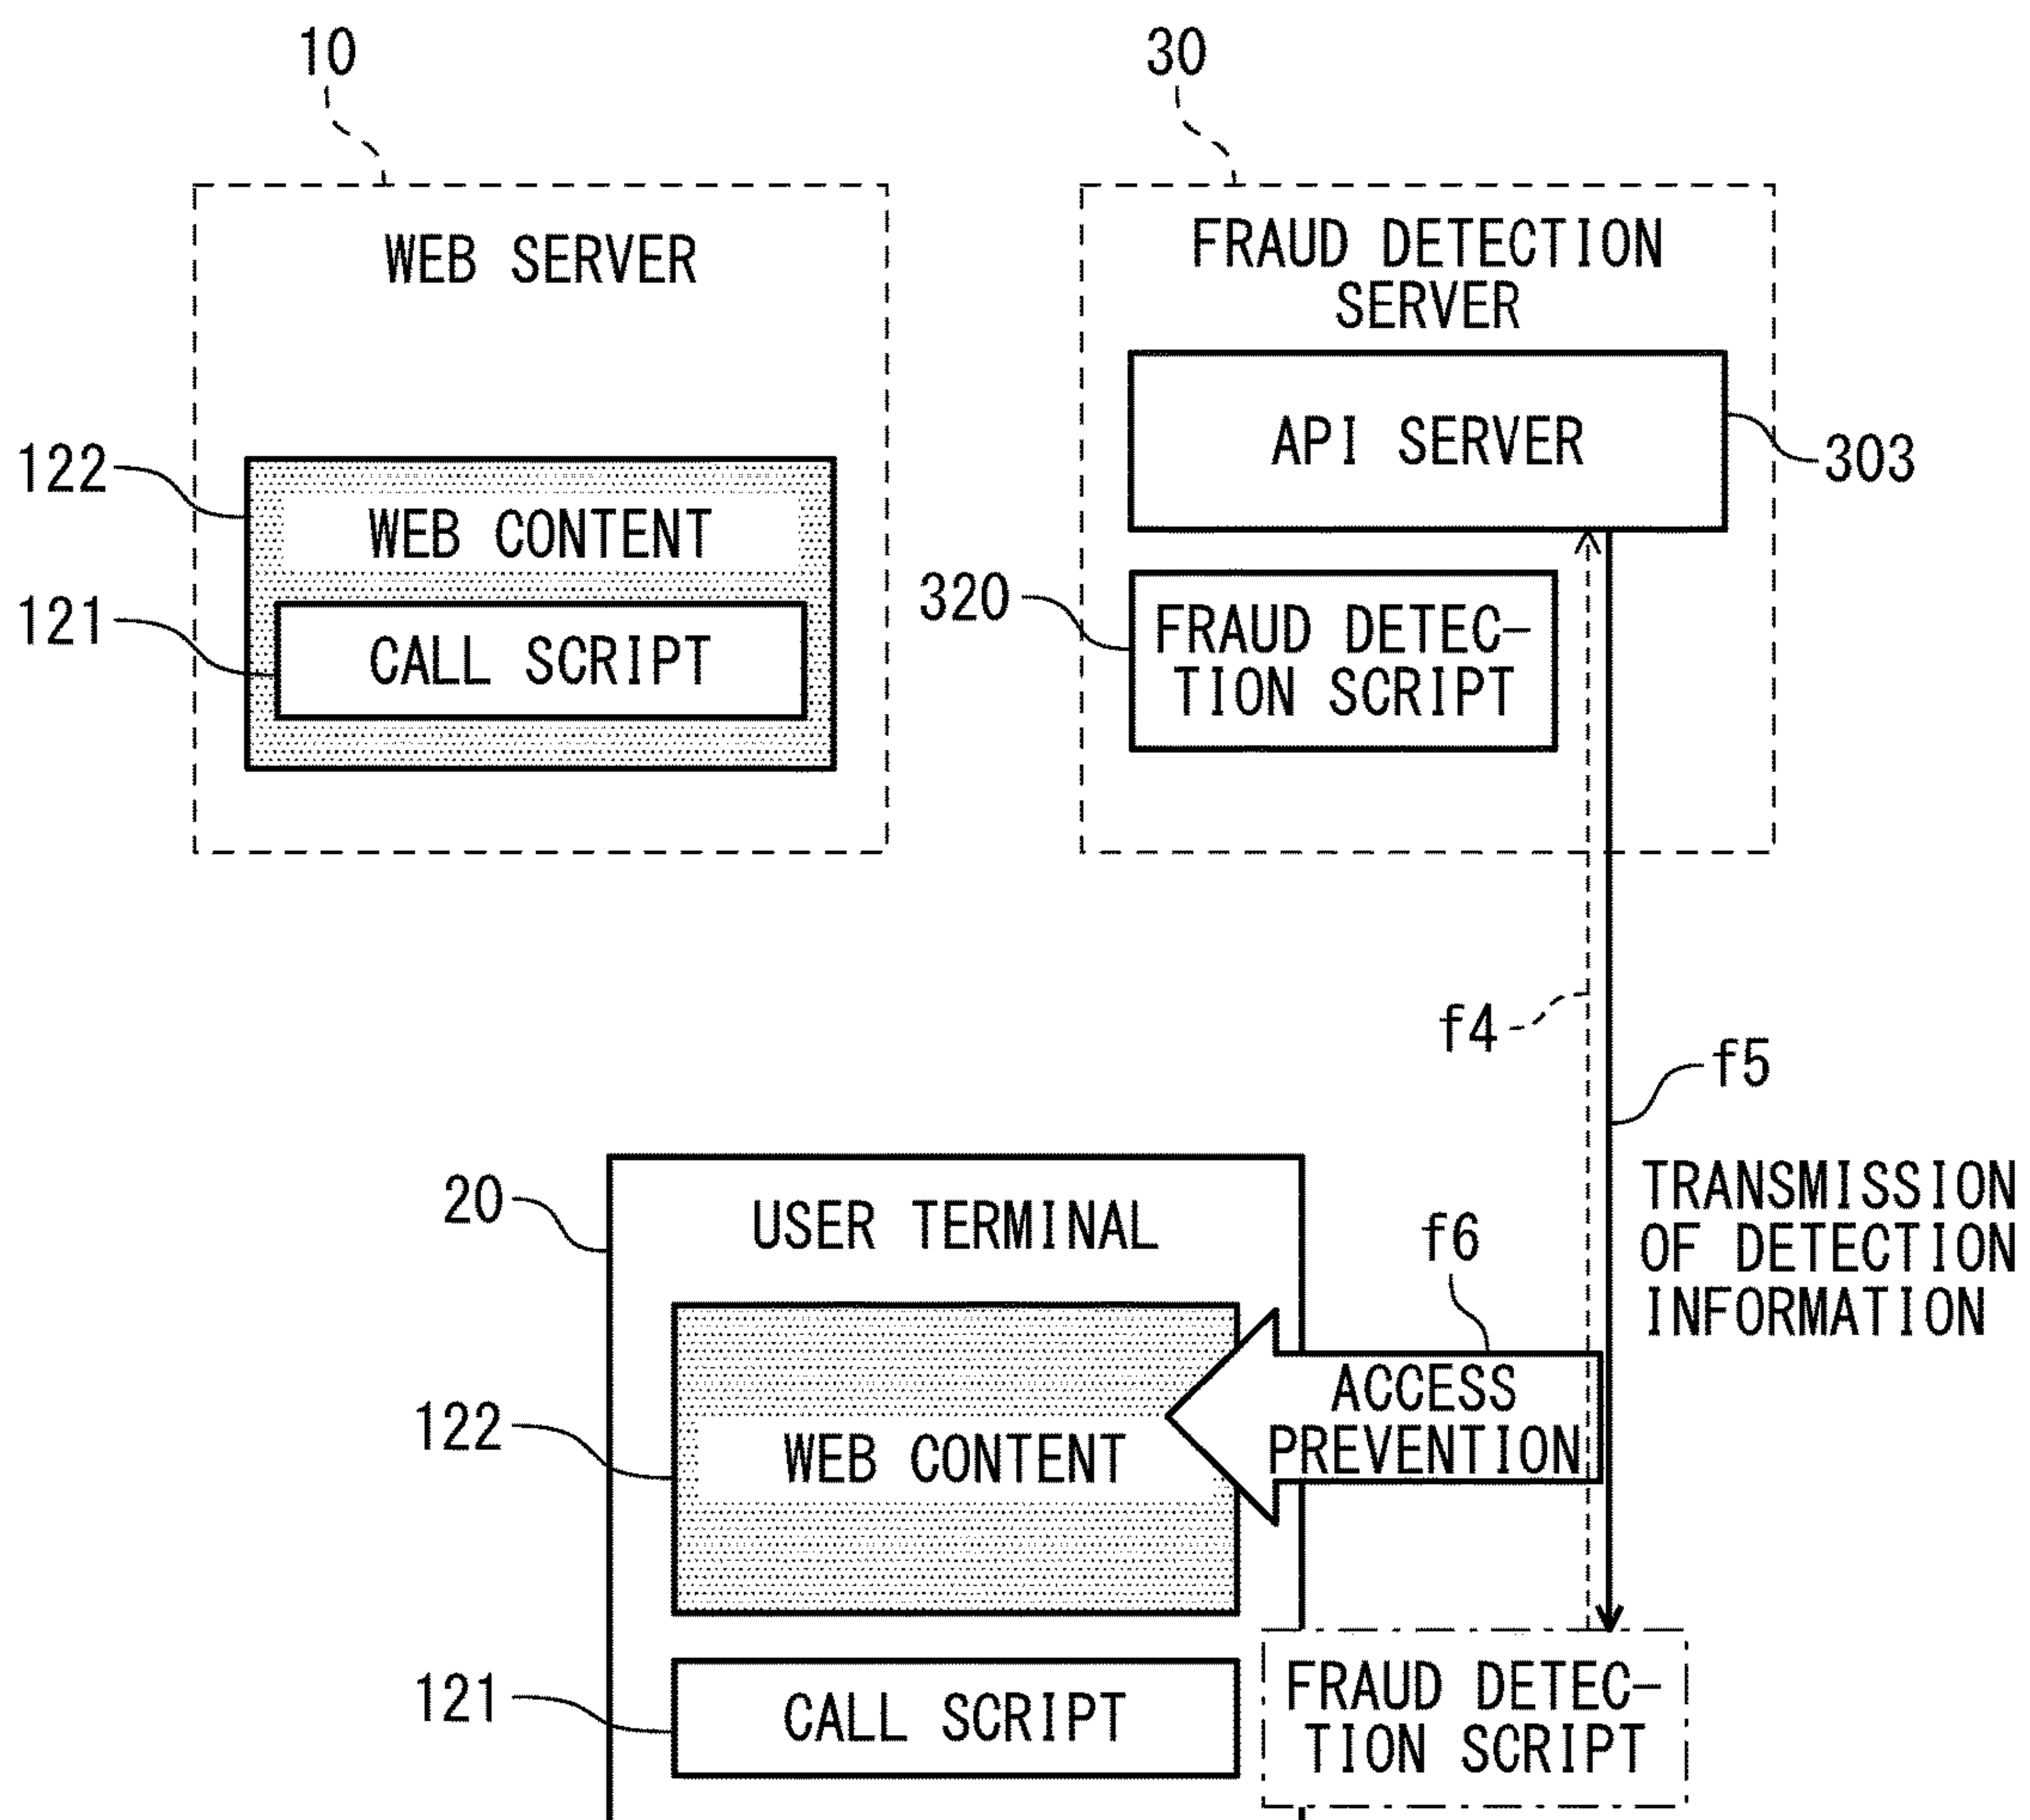 10
30
WEB SERVER
FRAUD DETECTION
SERVER
API SERVER
303
122
WEB CONTENT
121
CALL SCRIPT
320
FRAUD DETEC-
TION SCRIPT
f4
f5
TRANSMISSION
OF DETECTION
INFORMATION
20
USER TERMINAL
f6
ACCESS
PREVENTION
122
WEB CONTENT
121
CALL SCRIPT
FRAUD DETEC-
TION SCRIPT